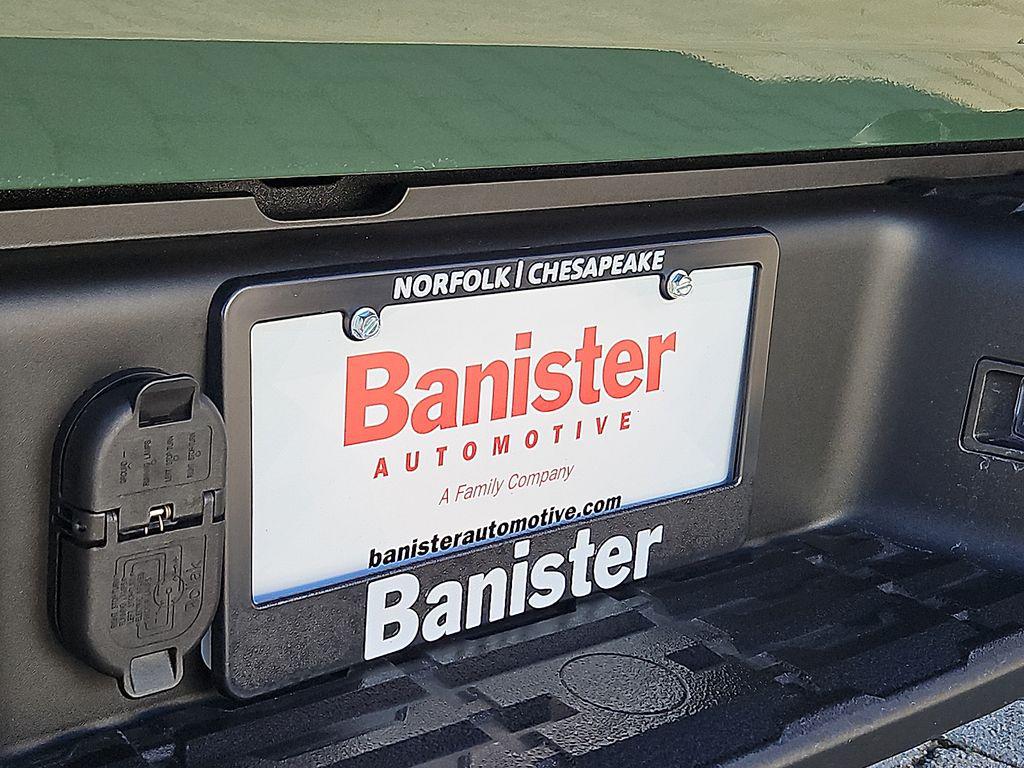 NORFOLK | CHESAPEAKE
Banister
AUTOMOTIVE
A Family Company
banisterautomotive.com
Banister